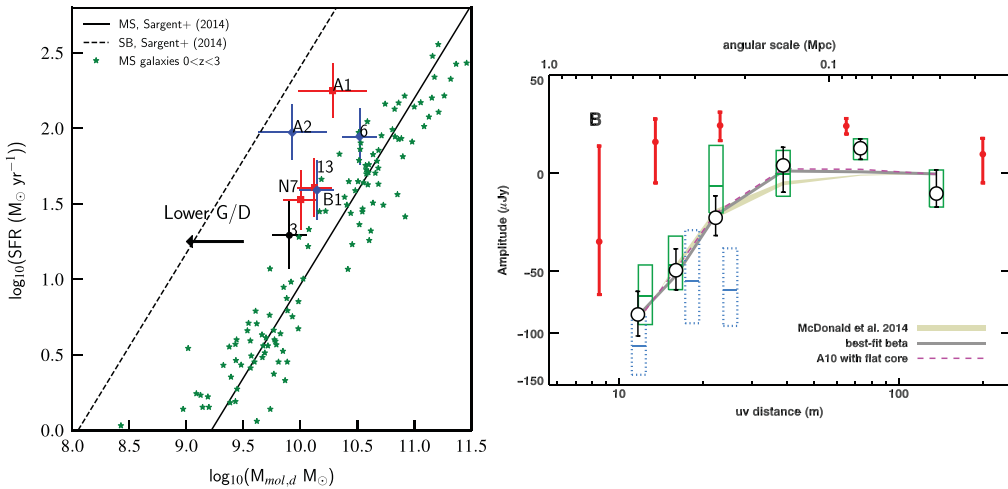 MS, Sargent+ (2014)
SB, Sargent+ (2014)
MS galaxies 0<z<3
A1
A2
6
13
N7
B1
3
Lower G/D
2.5
2.0
1.5
1.0
0.5
0.0
8.0 8.5 9.0 9.5 10.0 10.5 11.0 11.5
log10(SFR (M⊙ yr−1))
log10(Mmol,d M⊙)
angular scale (Mpc)
1.0 0.1
B
50
0
−50
−100
−150
Amplitude (μJy)
McDonald et al. 2014
best-fit beta
A10 with flat core
10 100
uv distance (m)